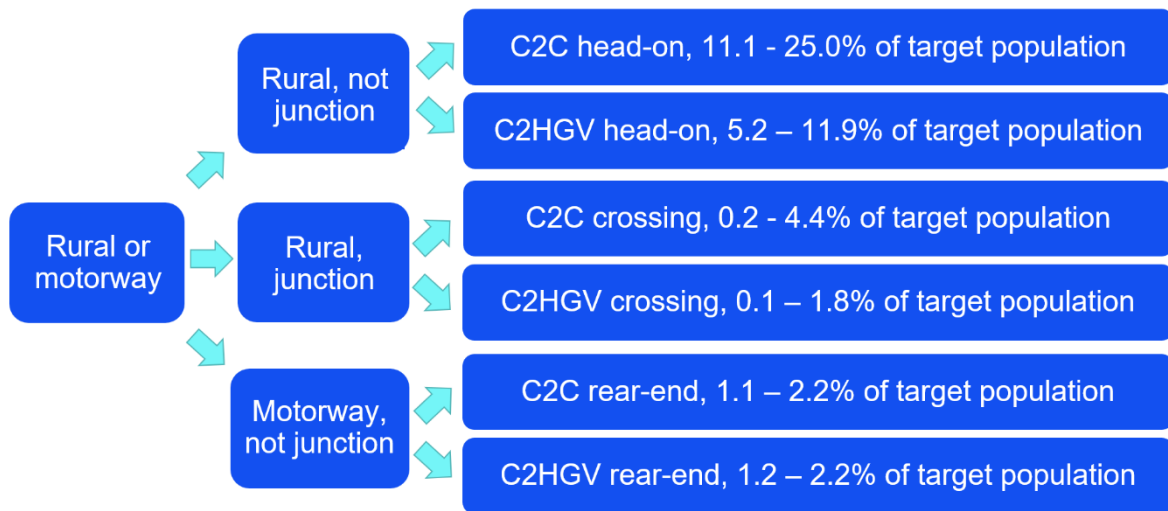 Rural or
motorway
Rural, not
junction
C2C head-on, 11.1 - 25.0% of target population
C2HGV head-on, 5.2 – 11.9% of target population
Rural,
junction
C2C crossing, 0.2 - 4.4% of target population
C2HGV crossing, 0.1 – 1.8% of target population
Motorway,
not junction
C2C rear-end, 1.1 – 2.2% of target population
C2HGV rear-end, 1.2 – 2.2% of target population